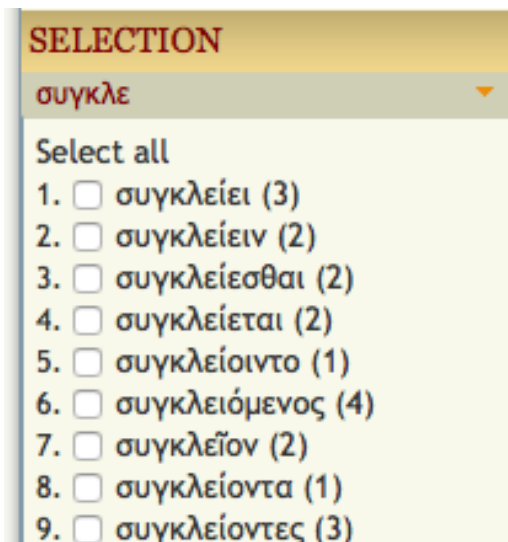 SELECTION
συγκλε
Select all
1. συγκλείει (3)
2. συγκλείειν (2)
3. συγκλείεσθαι (2)
4. συγκλείεται (2)
5. συγκλείοιντο (1)
6. συγκλειόμενος (4)
7. συγκλεῖον (2)
8. συγκλείοντα (1)
9. συγκλείοντες (3)